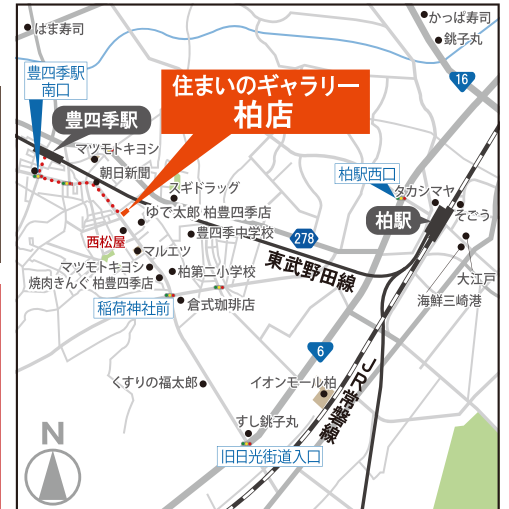 はま寿司
かっぱ寿司
銚子丸
16
豊四季駅
南口
住まいのギャラリー
柏店
豊四季駅
マツモトキヨシ
朝日新聞
スギドラッグ
柏駅西口
タカシマヤ
柏駅
そごう
ゆで太郎 柏豊四季店
西松屋
豊四季中学校
278
マルエツ
東武野田線
マツモトキヨシ
柏第二小学校
焼肉きんぐ 柏豊四季店
大江戸
海鮮三崎港
稲荷神社前
倉式珈琲店
6
JR常磐線
くすりの福太郎
イオンモール柏
すし銚子丸
旧日光街道入口
N